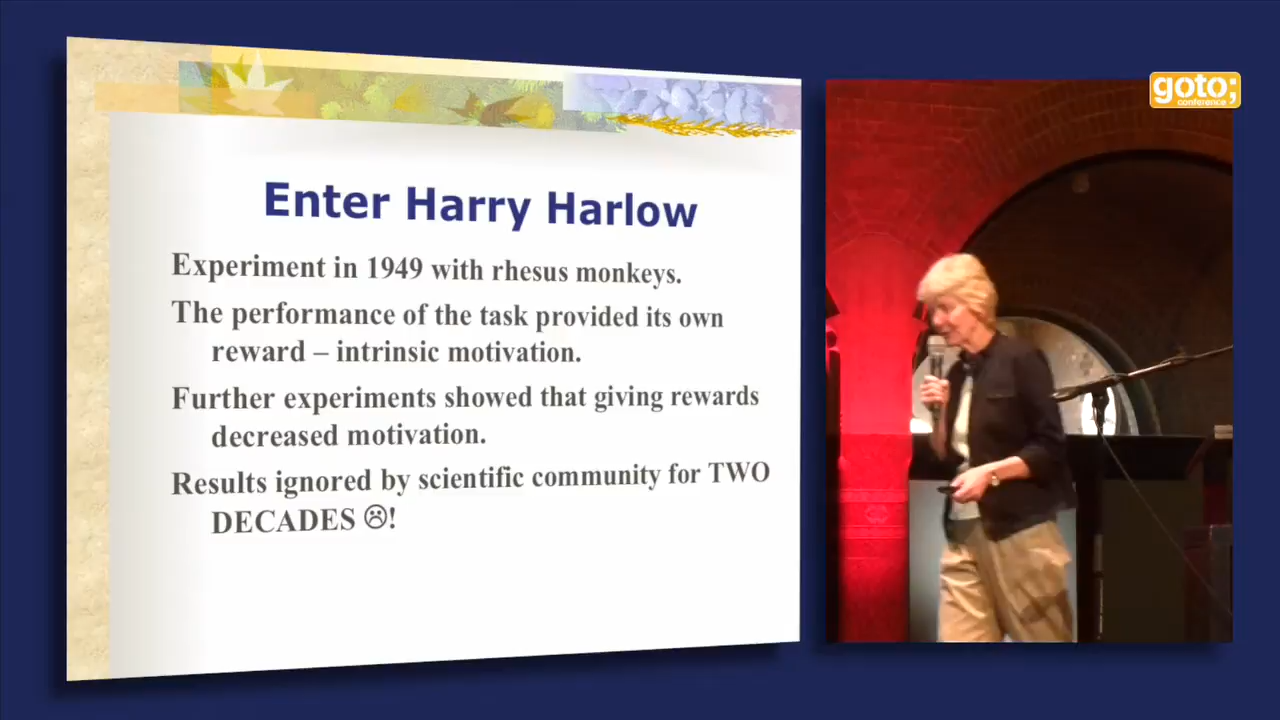 goto;
conference
Enter Harry Harlow
Experiment in 1949 with rhesus monkeys.
The performance of the task provided its own
reward – intrinsic motivation.
Further experiments showed that giving rewards
decreased motivation.
Results ignored by scientific community for TWO
DECADES ☹!